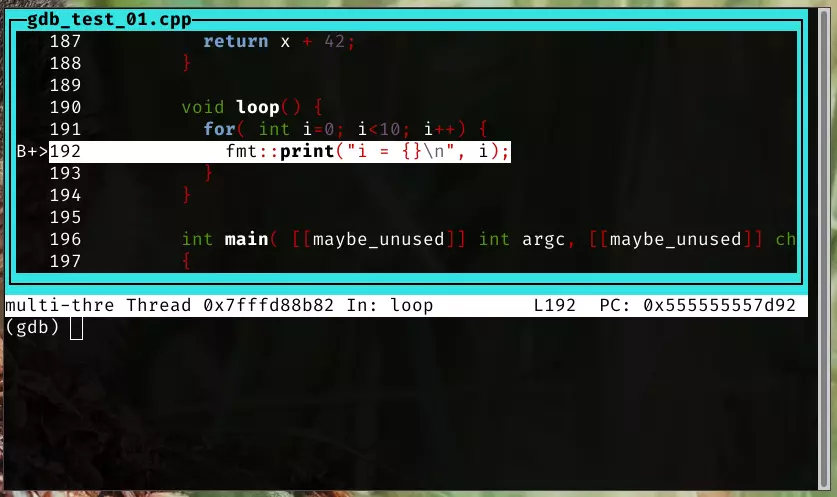 gdb_test_01.cpp
187 return x + 42;
188 }
189
190 void loop() {
191 for( int i=0; i<10; i++) {
B+>192 fmt::print("i = {}\n", i);
193 }
194 }
195
196 int main( [[maybe_unused]] int argc, [[maybe_unused]] ch
197 {
multi-thre Thread 0x7fffd88b82 In: loop L192 PC: 0x555555557d92
(gdb)